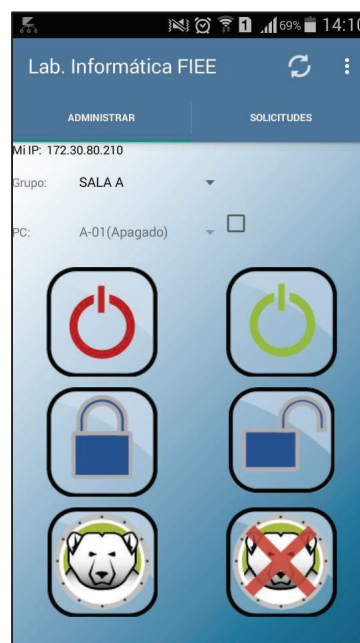 1 69% 14:10
Lab. Informática FIEE
ADMINISTRAR SOLICITUDES
Mi IP: 172.30.80.210
Grupo: SALA A
PC: A-01(Apagado)